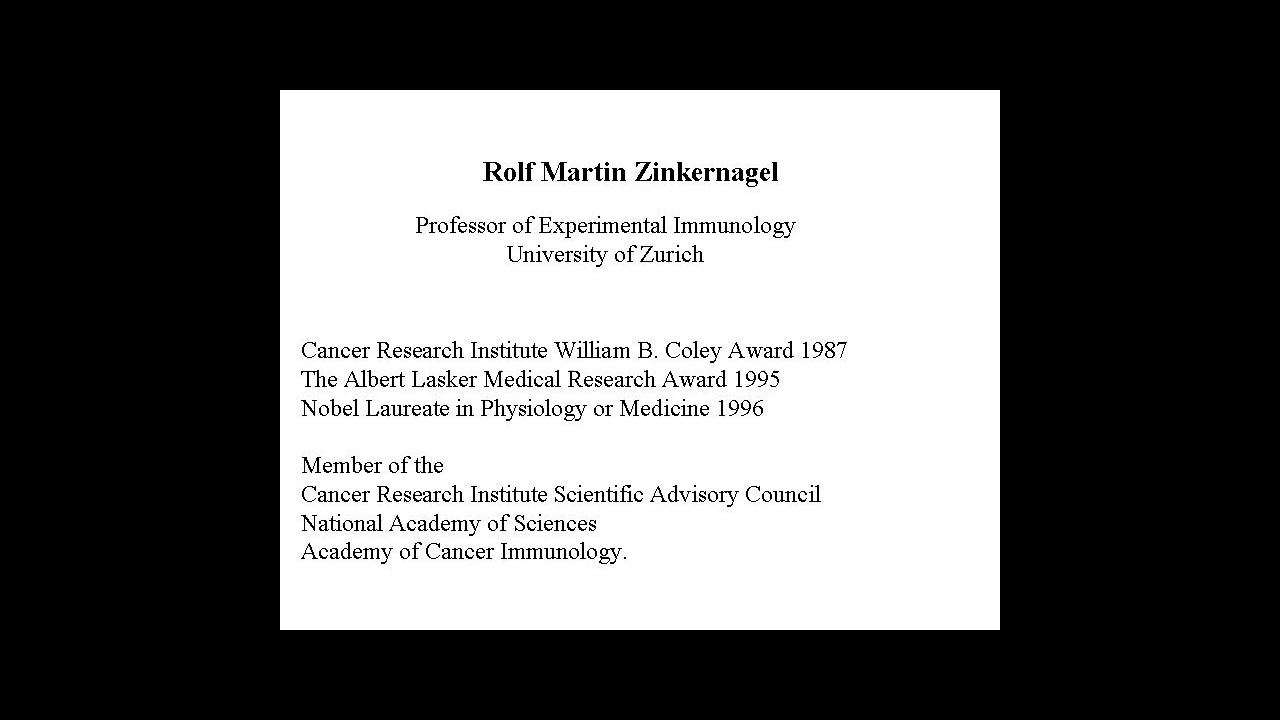 Rolf Martin Zinkernagel
Professor of Experimental Immunology
University of Zurich
Cancer Research Institute William B. Coley Award 1987
The Albert Lasker Medical Research Award 1995
Nobel Laureate in Physiology or Medicine 1996
Member of the
Cancer Research Institute Scientific Advisory Council
National Academy of Sciences
Academy of Cancer Immunology.